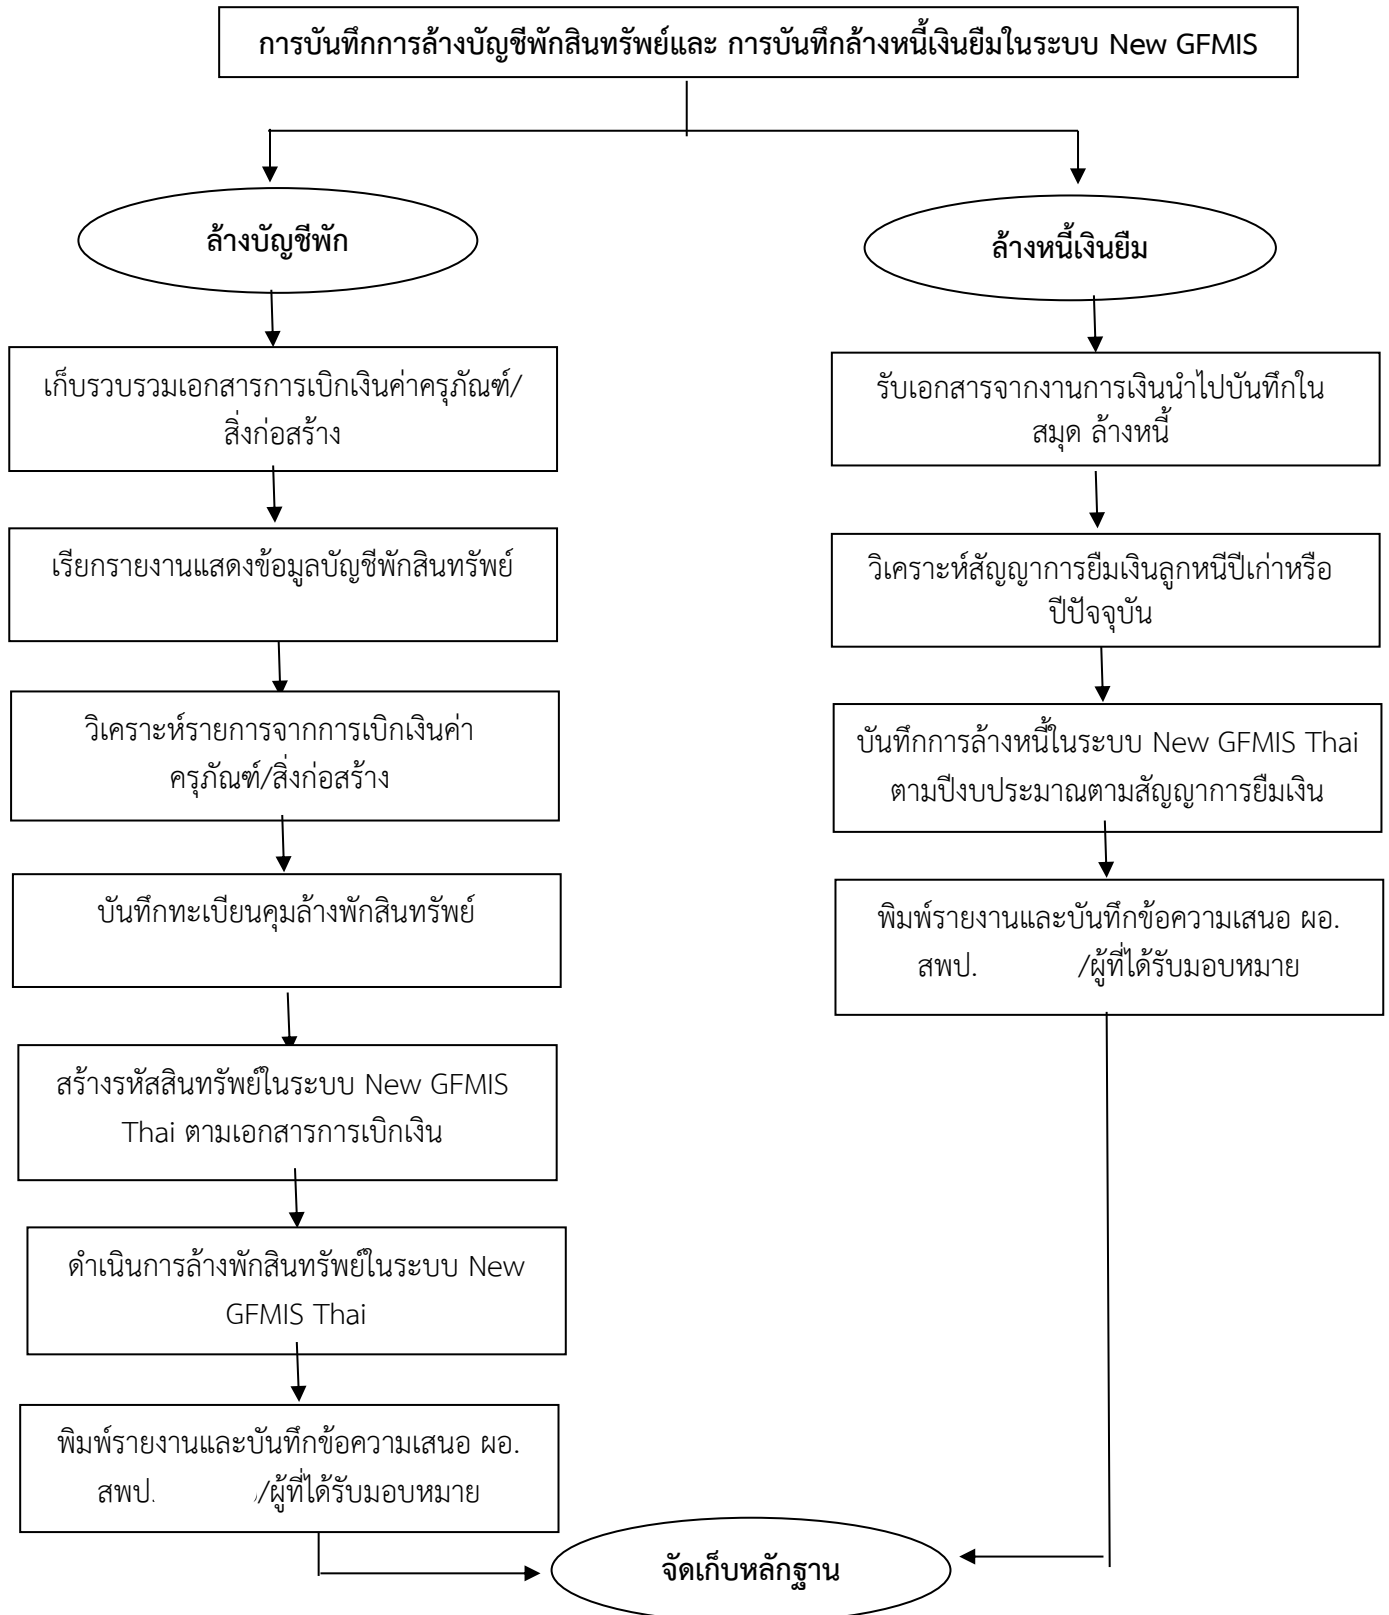 การบันทึกการล้างบัญชีพักสินทรัพย์และ การบันทึกล้างหนี้เงินยืมในระบบ New GFMIS
ล้างบัญชีพัก
เก็บรวบรวมเอกสารการเบิกเงินค่าครุภัณฑ์/
สิ่งก่อสร้าง
เรียกรายงานแสดงข้อมูลบัญชีพักสินทรัพย์
วิเคราะห์รายการจากการเบิกเงินค่า
ครุภัณฑ์/สิ่งก่อสร้าง
บันทึกทะเบียนคุมล้างพักสินทรัพย์
สร้างรหัสสินทรัพย์ในระบบ New GFMIS
Thai ตามเอกสารการเบิกเงิน
ดำเนินการล้างพักสินทรัพย์ในระบบ New
GFMIS Thai
พิมพ์รายงานและบันทึกข้อความเสนอ ผอ.
สพป. /ผู้ที่ได้รับมอบหมาย
ล้างหนี้เงินยืม
รับเอกสารจากงานการเงินนำไปบันทึกใน
สมุด ล้างหนี้
วิเคราะห์สัญญาการยืมเงินลูกหนีปีเก่าหรือ
ปีปัจจุบัน
บันทึกการล้างหนี้ในระบบ New GFMIS Thai
ตามปีงบประมาณตามสัญญาการยืมเงิน
พิมพ์รายงานและบันทึกข้อความเสนอ ผอ.
สพป. /ผู้ที่ได้รับมอบหมาย
จัดเก็บหลักฐาน